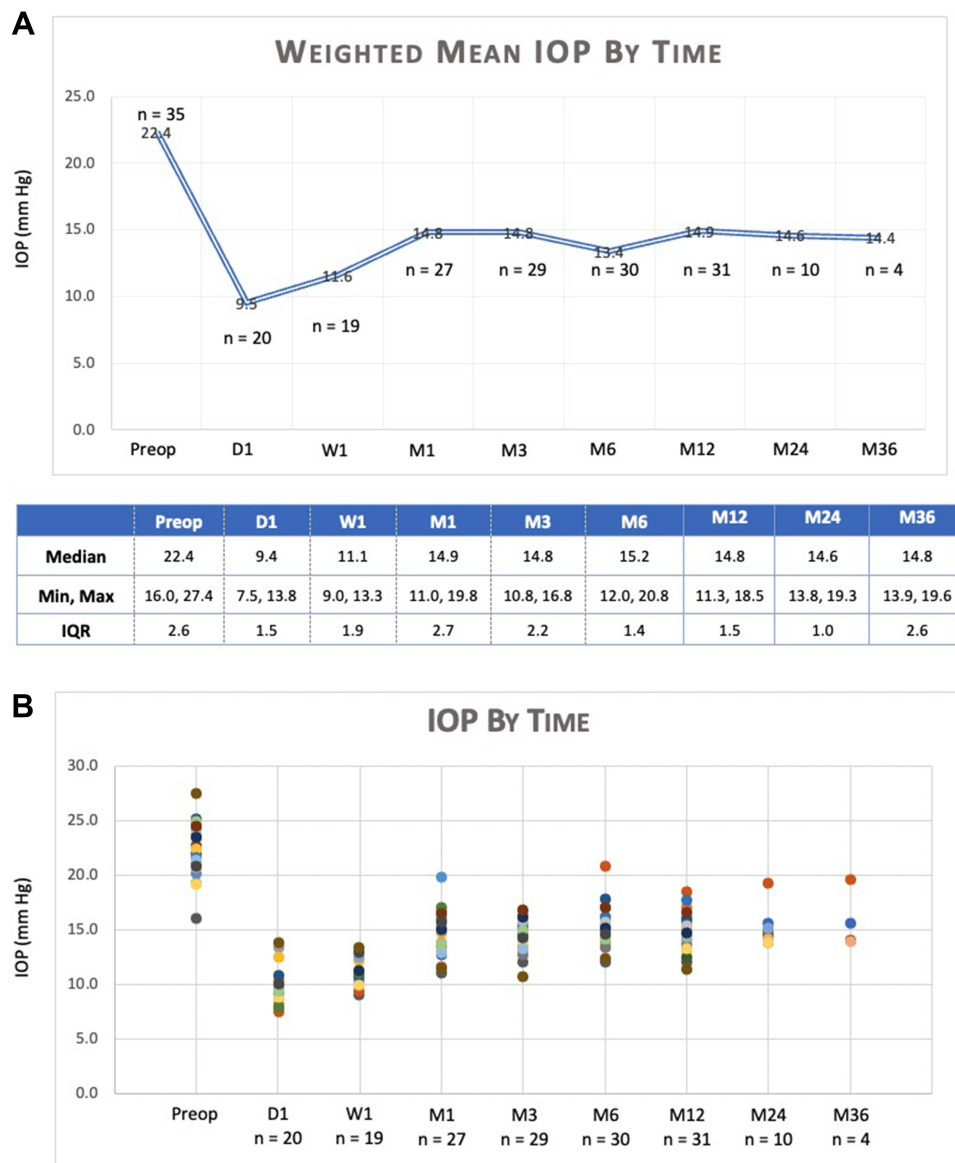 A
WEIGHTED MEAN IOP BY TIME
IOP (mm Hg)
25.0
20.0
15.0
10.0
5.0
0.0
n = 35
22.4
9.5
n = 20
11.6
n = 19
14.8
n = 27
14.8
n = 29
13.4
n = 30
14.9
n = 31
14.6
n = 10
14.4
n = 4
Preop D1 W1 M1 M3 M6 M12 M24 M36
Preop D1 W1 M1 M3 M6 M12 M24 M36
Median 22.4 9.4 11.1 14.9 14.8 15.2 14.8 14.6 14.8
Min, Max 16.0, 27.4 7.5, 13.8 9.0, 13.3 11.0, 19.8 10.8, 16.8 12.0, 20.8 11.3, 18.5 13.8, 19.3 13.9, 19.6
IQR 2.6 1.5 1.9 2.7 2.2 1.4 1.5 1.0 2.6
B
IOP BY TIME
IOP (mm Hg)
30.0
25.0
20.0
15.0
10.0
5.0
0.0
Preop D1 W1 M1 M3 M6 M12 M24 M36
n = 20 n = 19 n = 27 n = 29 n = 30 n = 31 n = 10 n = 4